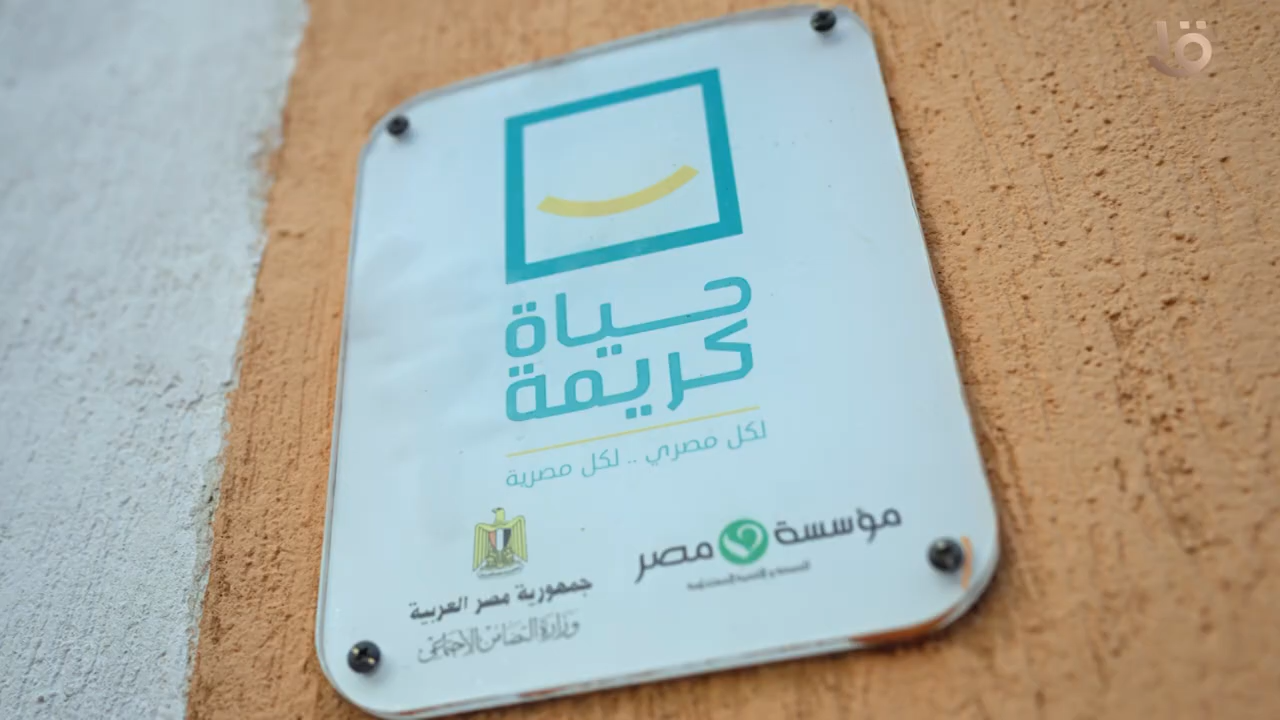 حياة
كريمة
لكل مصري .. لكل مصرية
مؤسسة مصر
جمهورية مصر العربية
وزارة التضامن الاجتماعي